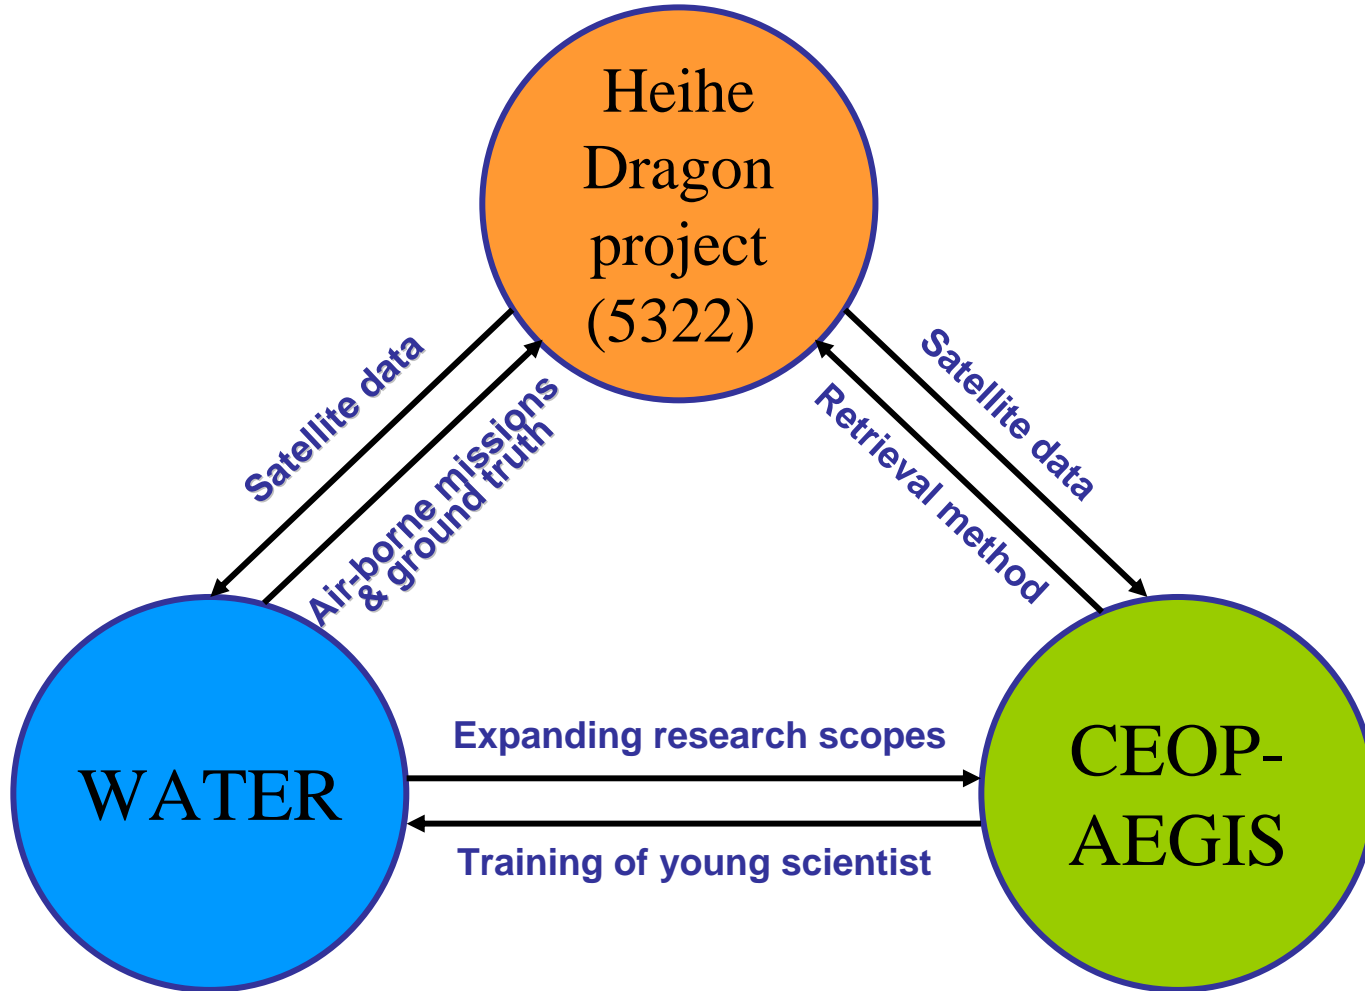 Heihe
Dragon
project
(5322)
Satellite data
Air-borne missions
& ground truth
Satellite data
Retrieval method
WATER
Expanding research scopes
Training of young scientist
CEOP-
AEGIS